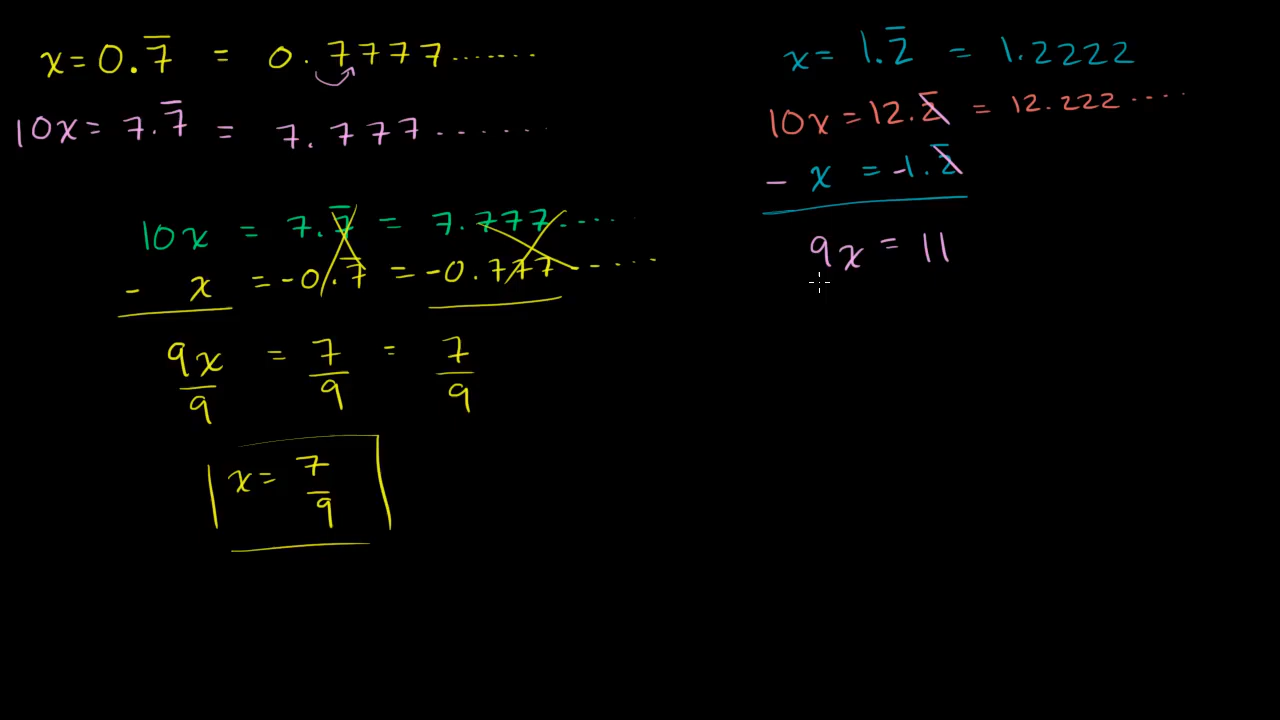 x = 0.7̅ = 0.7777.......
10x = 7.7̅ = 7.777.......
10x = 7.7̅ = 7.777.....
- x = -0.7̅ = -0.777.....
9x/9 = 7/9 = 7/9
x = 7/9
x = 1.2̅ = 1.2222
10x = 12.2̅ = 12.222....
- x = -1.2̅
9x = 11